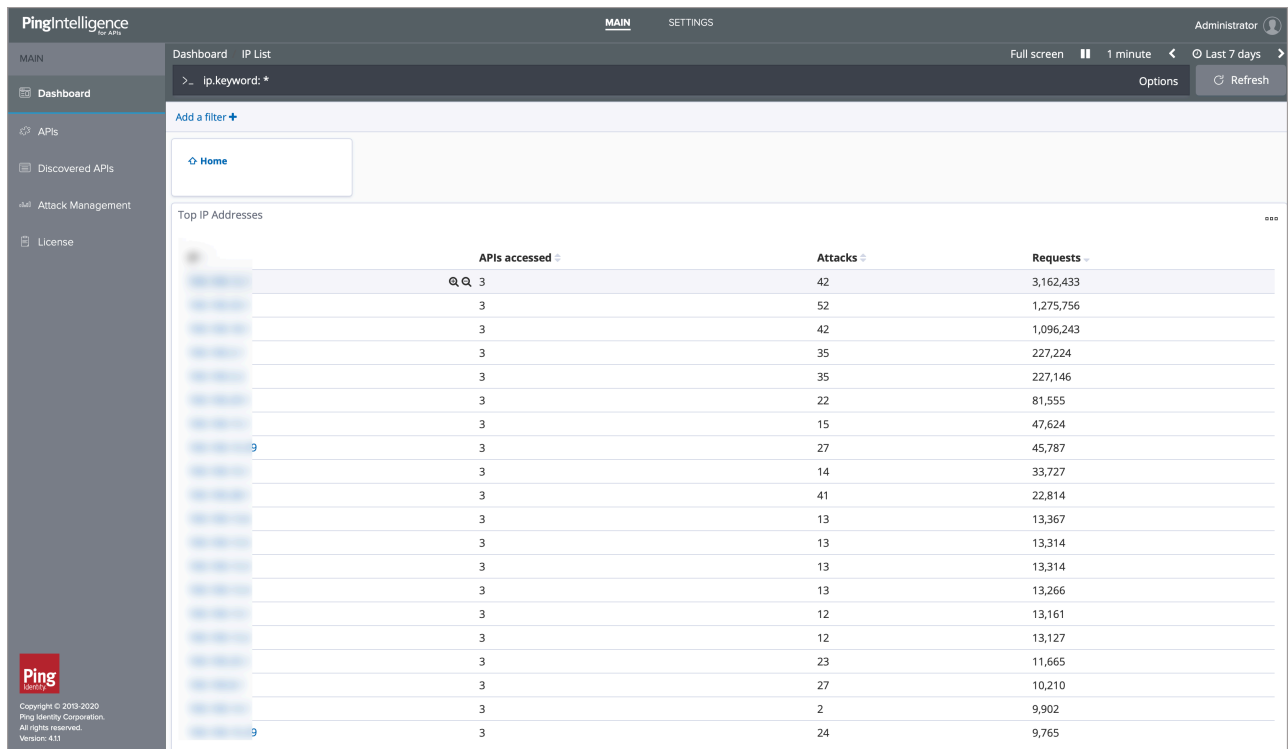 PingIntelligence
for APIs
MAIN SETTINGS
Administrator
MAIN
Dashboard IP List
Full screen 1 minute Last 7 days
>_ ip.keyword: *
Options
Refresh
Dashboard
APIs
Discovered APIs
Attack Management
License
Add a filter +
Home
Top IP Addresses
APIs accessed Attacks Requests
3 42 3,162,433
3 52 1,275,756
3 42 1,096,243
3 35 227,224
3 35 227,146
3 22 81,555
3 15 47,624
9 3 27 45,787
3 14 33,727
3 41 22,814
3 13 13,367
3 13 13,314
3 13 13,314
3 13 13,266
3 12 13,161
3 12 13,127
3 23 11,665
3 27 10,210
3 2 9,902
9 3 24 9,765
Ping
Identity
Copyright © 2013-2020
Ping Identity Corporation.
All rights reserved.
Version: 4.1.1